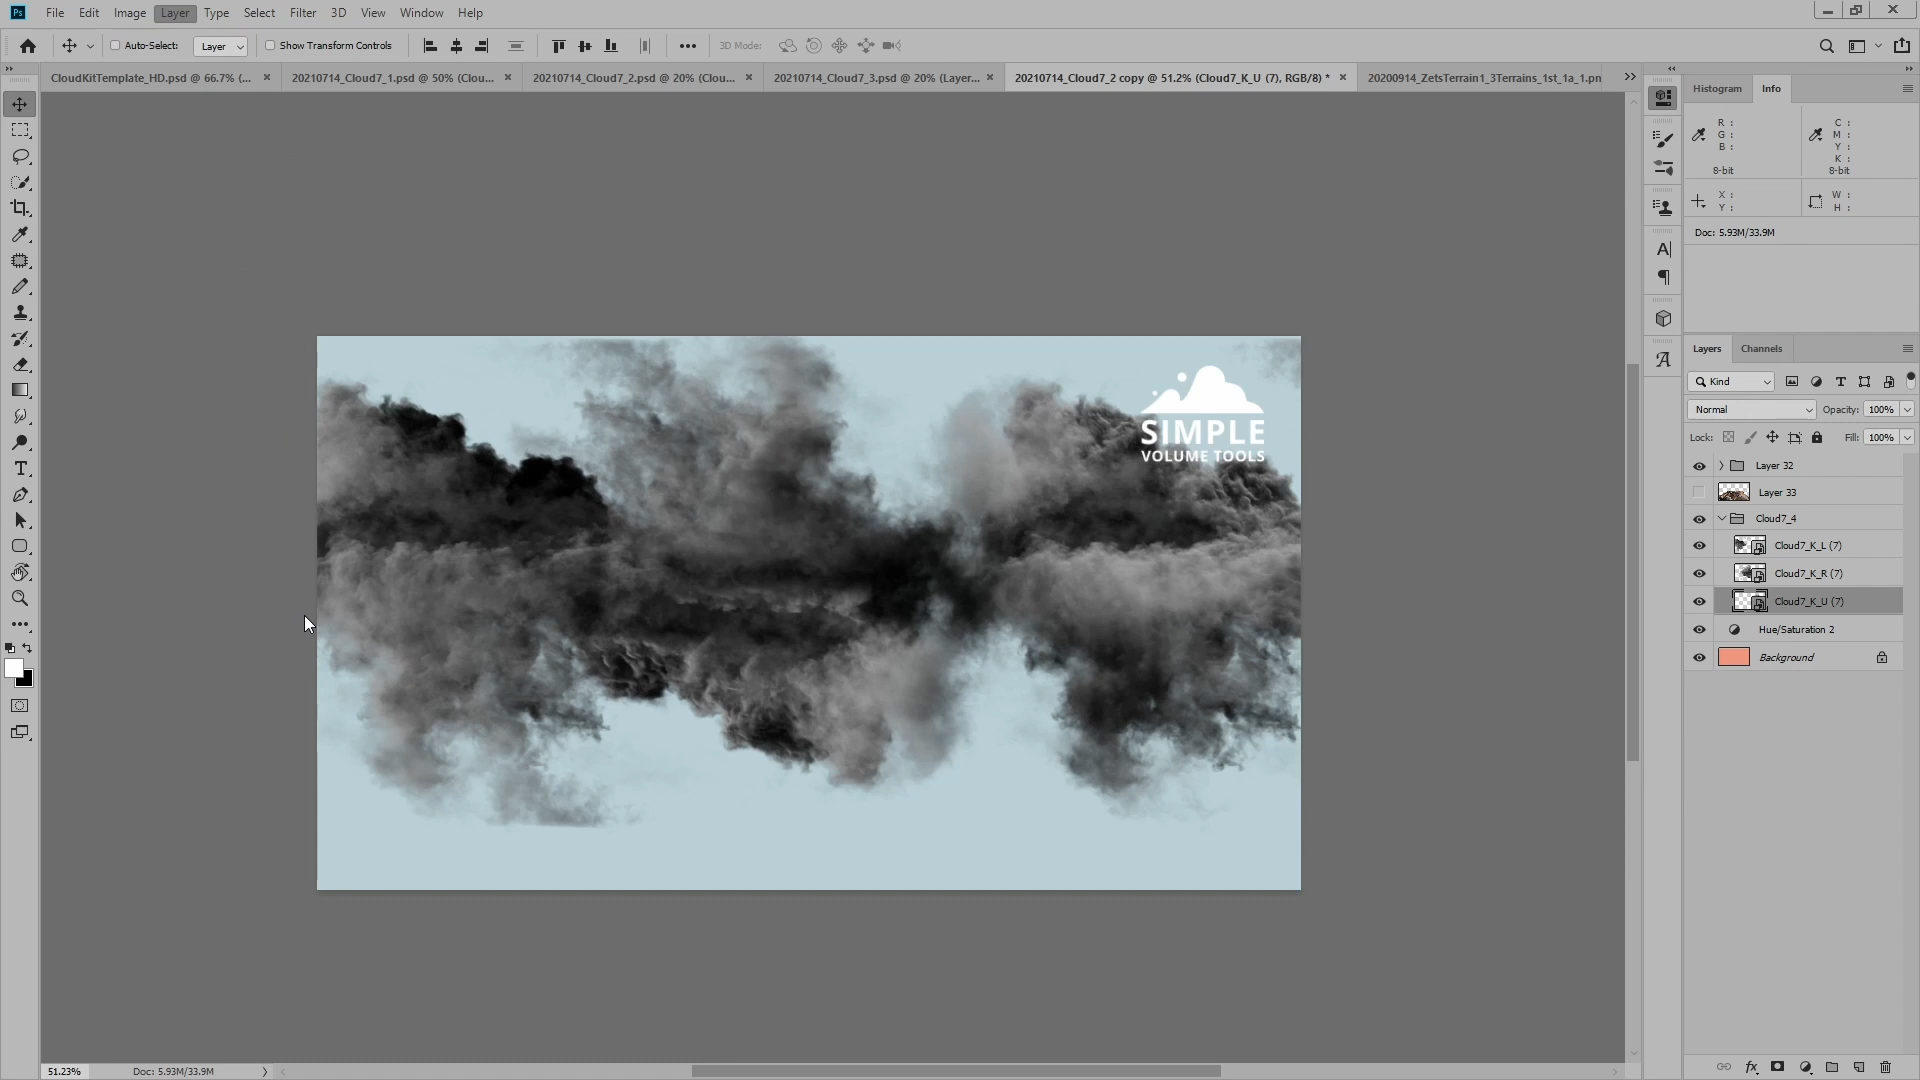 Ps File Edit Image Layer Type Select Filter 3D View Window Help
Auto-Select: Layer Show Transform Controls 3D Mode:
CloudKitTemplate_HD.psd @ 66.7% (... 20210714_Cloud7_1.psd @ 50% (Clou... 20210714_Cloud7_2.psd @ 20% (Clou... 20210714_Cloud7_3.psd @ 20% (Layer... 20210714_Cloud7_2 copy @ 51.2% (Cloud7_K_U (7), RGB/8) * 20200914_ZetsTerrain1_3Terrains_1st_1a_1.pn
Histogram Info
R : C :
G : M :
B : Y :
K :
8-bit 8-bit
X : W :
Y : H :
Doc: 5.93M/33.9M
Layers Channels
Kind
Normal Opacity: 100%
Lock: Fill: 100%
Layer 32
Layer 33
Cloud7_4
Cloud7_K_L (7)
Cloud7_K_R (7)
Cloud7_K_U (7)
Hue/Saturation 2
Background
SIMPLE
VOLUME TOOLS
51.23% Doc: 5.93M/33.9M